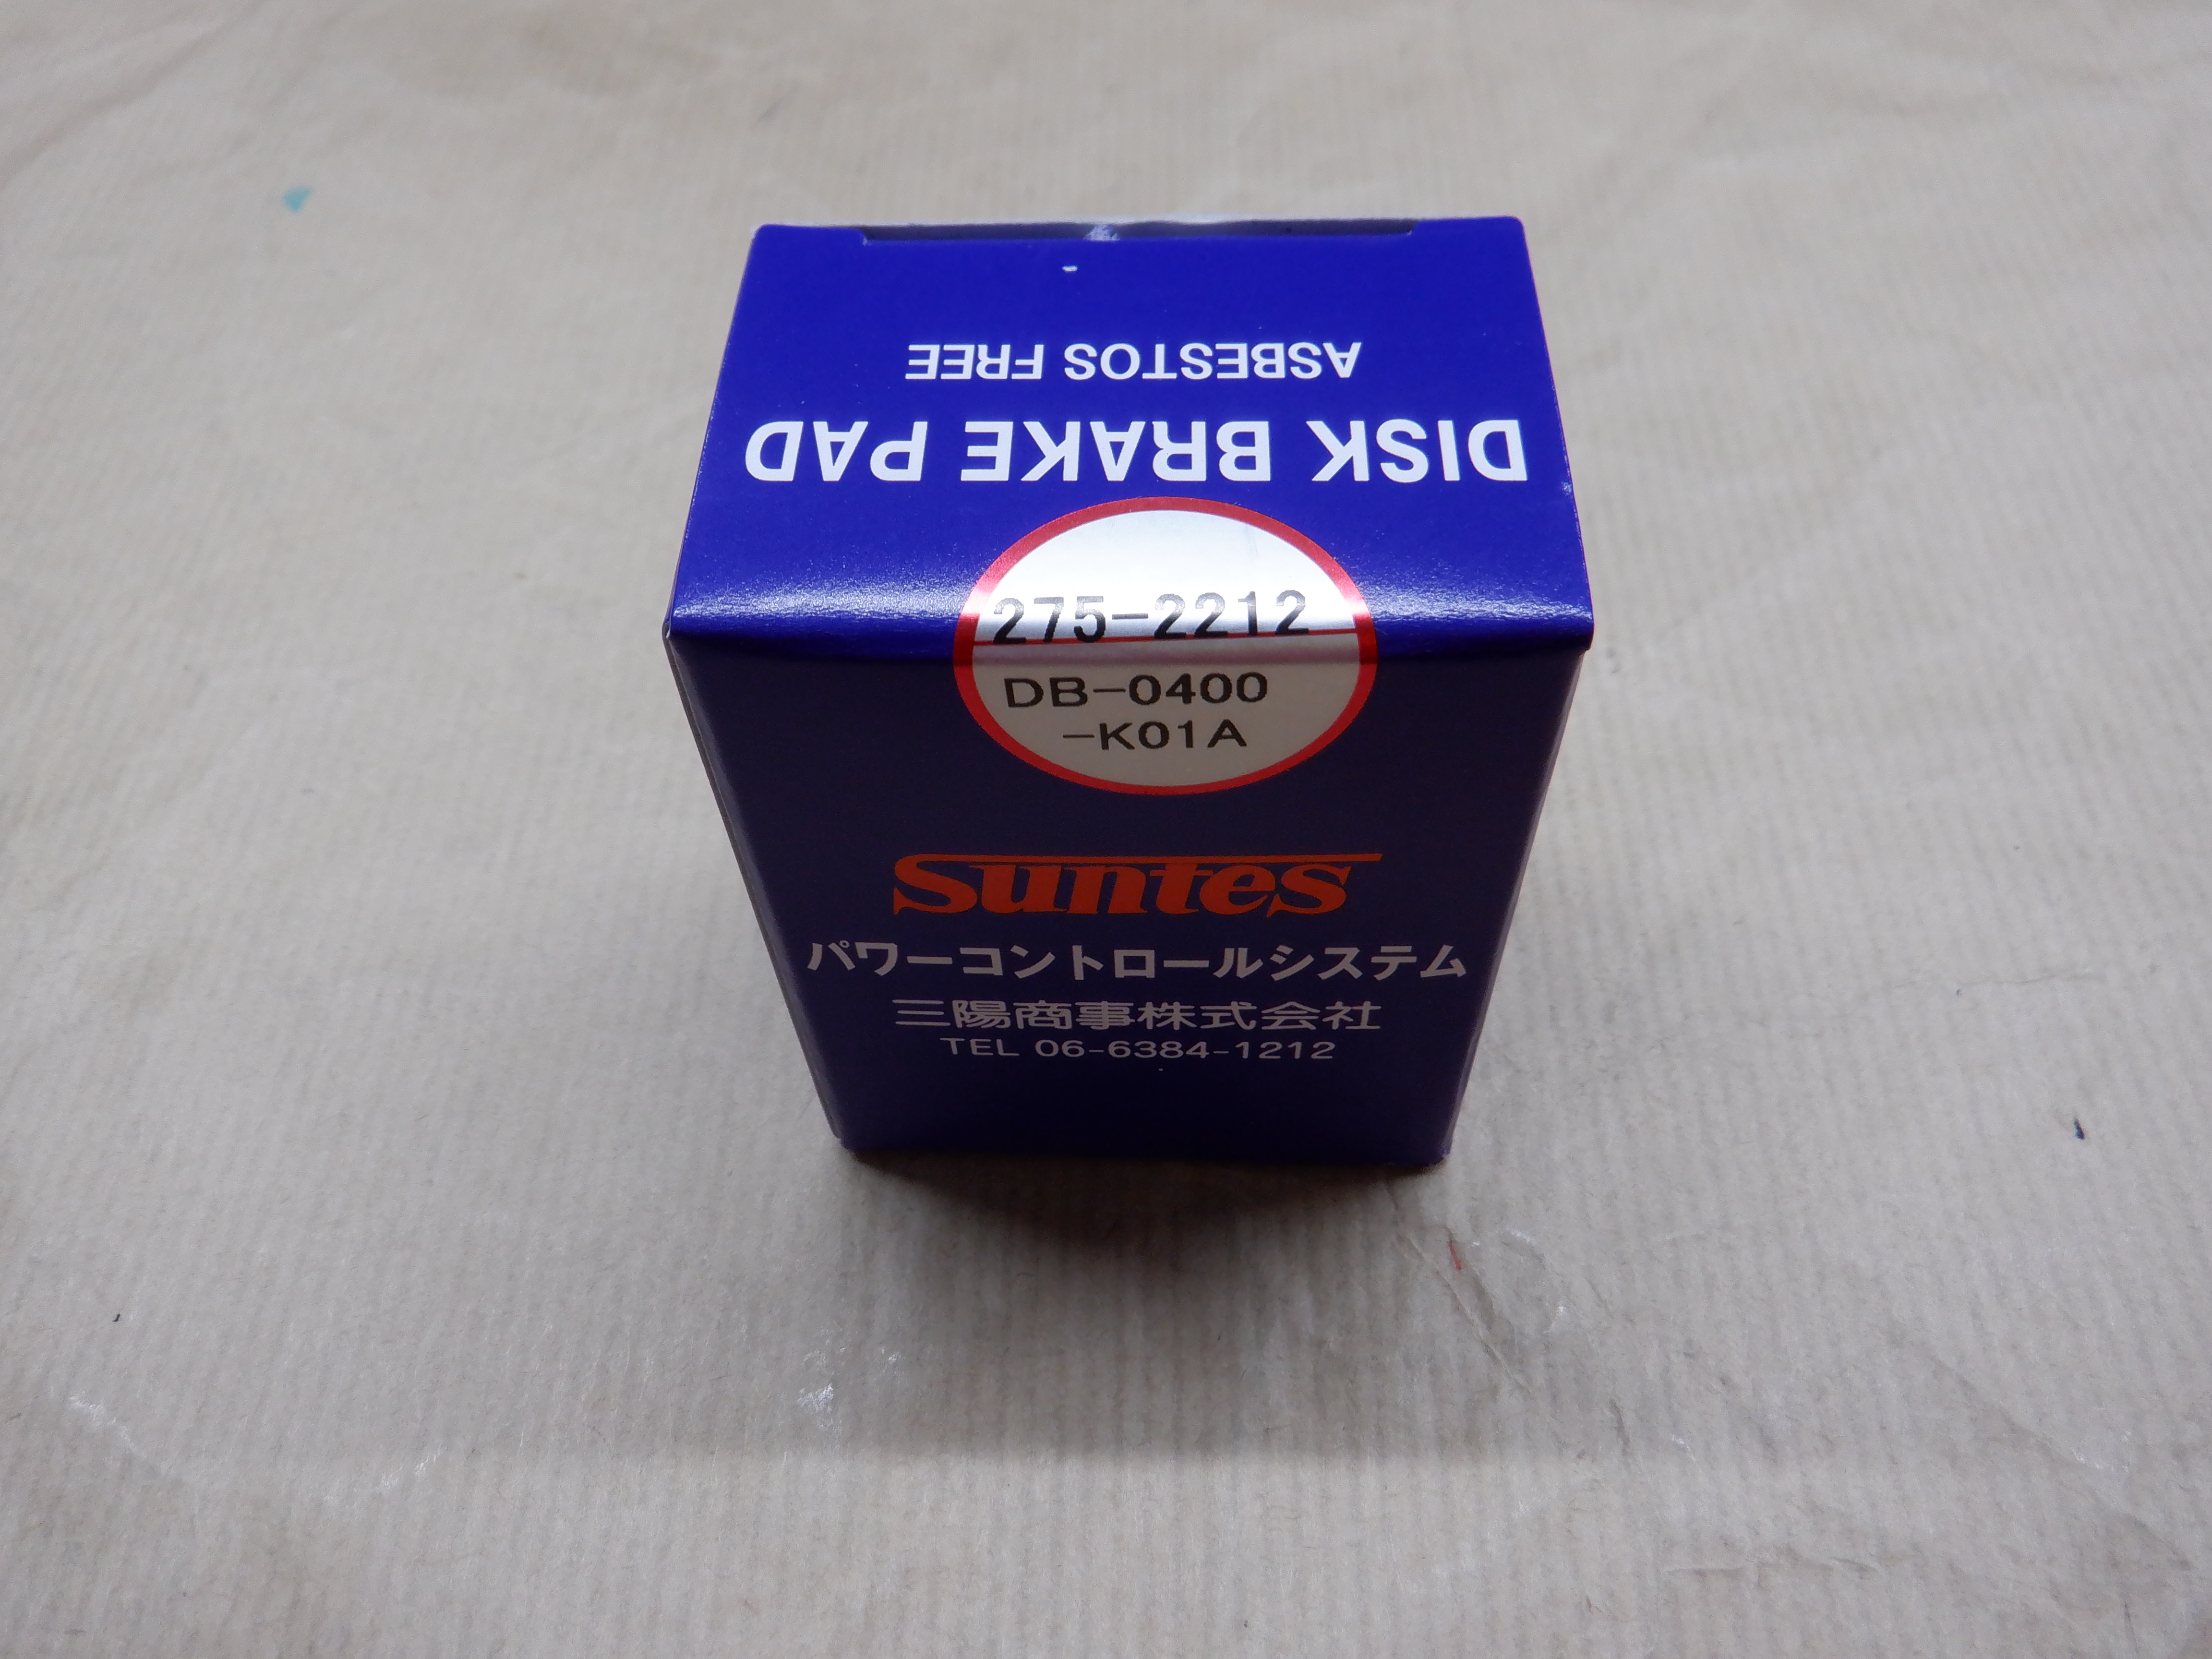 DISK BRAKE PAD
ASBESTOS FREE
275-2212
DB-0400
-K01A
Suntes
パワーコントロールシステム
三陽商事株式会社
TEL 06-6384-1212